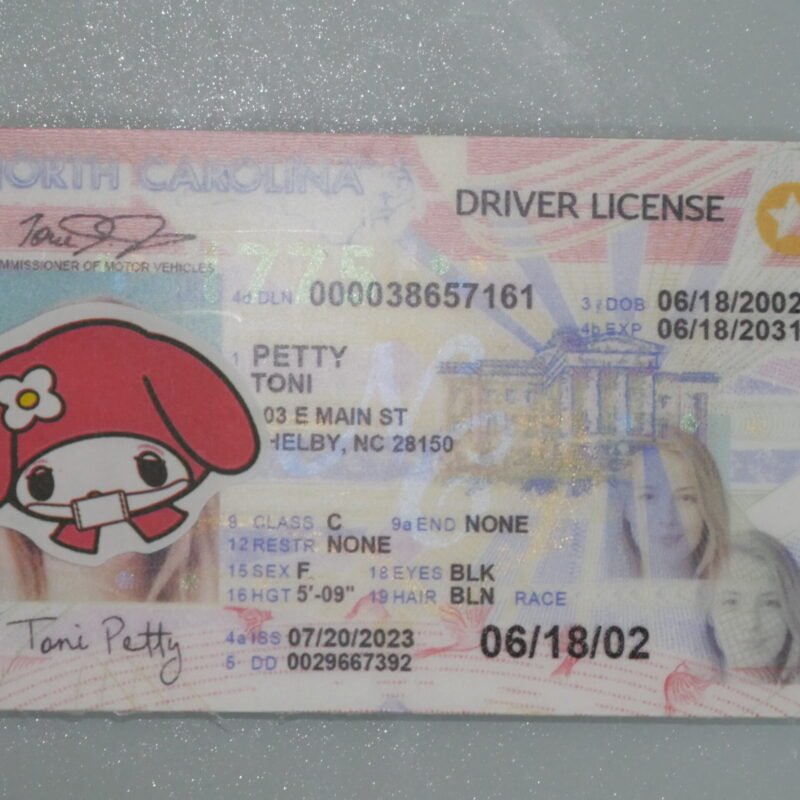 NORTH CAROLINA
DRIVER LICENSE
MMISSIONER OF MOTOR VEHICLES
1775
4d DLN 000038657161
3 DOB 06/18/2002
4b EXP 06/18/2031
1 PETTY
TONI
03 E MAIN ST
HELBY, NC 28150
9 CLASS C 9a END NONE
12 RESTR NONE
15 SEX F 18 EYES BLK
16 HGT 5'-09" 19 HAIR BLN RACE
Toni Petty
4a ISS 07/20/2023 06/18/02
5 DD 0029667392